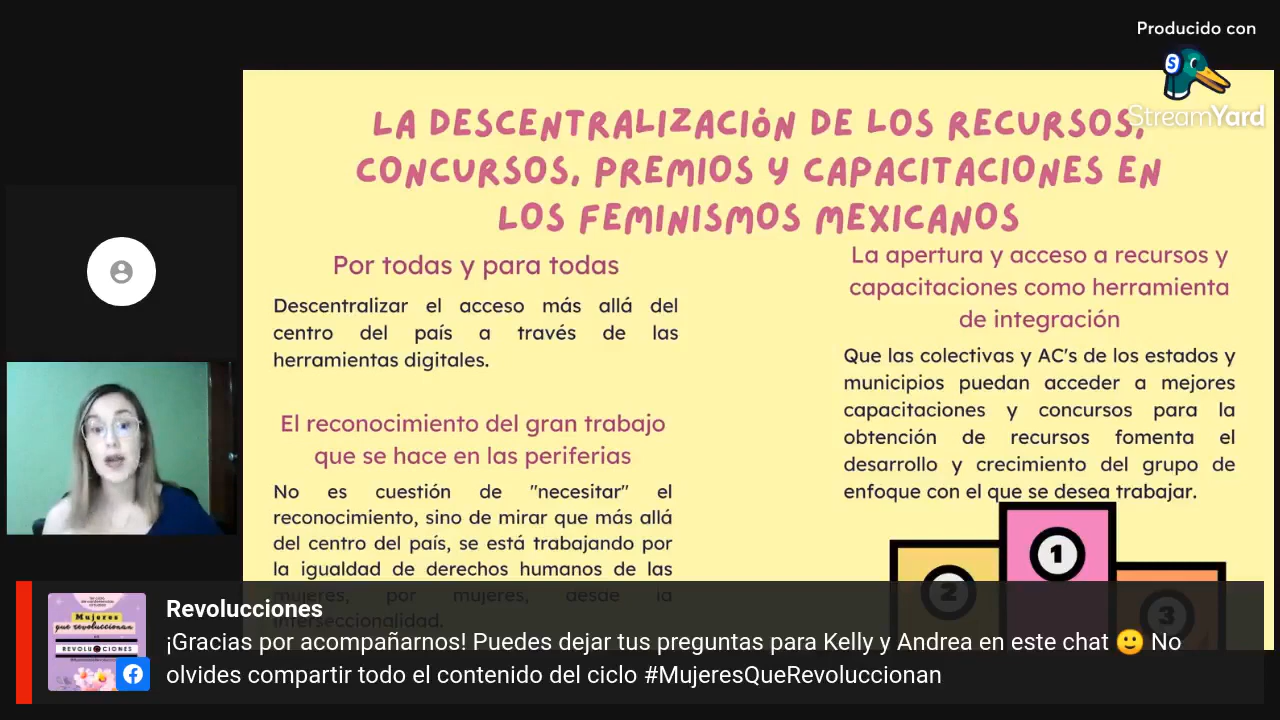 Producido con
StreamYard
LA DESCENTRALIZACIÓN DE LOS RECURSOS,
CONCURSOS, PREMIOS Y CAPACITACIONES EN
LOS FEMINISMOS MEXICANOS
Por todas y para todas
Descentralizar el acceso más allá del
centro del país a través de las
herramientas digitales.
El reconocimiento del gran trabajo
que se hace en las periferias
No es cuestión de "necesitar" el
reconocimiento, sino de mirar que más allá
del centro del país, se está trabajando por
la igualdad de derechos humanos de las
mujeres, por mujeres, desde la
interseccionalidad.
La apertura y acceso a recursos y
capacitaciones como herramienta
de integración
Que las colectivas y AC's de los estados y
municipios puedan acceder a mejores
capacitaciones y concursos para la
obtención de recursos fomenta el
desarrollo y crecimiento del grupo de
enfoque con el que se desea trabajar.
1
2
3
Mujeres
que revolucionan
REVOLUCIONES
Revolucciones
¡Gracias por acompañarnos! Puedes dejar tus preguntas para Kelly y Andrea en este chat 🙂 No
olvides compartir todo el contenido del ciclo #MujeresQueRevoluccionan